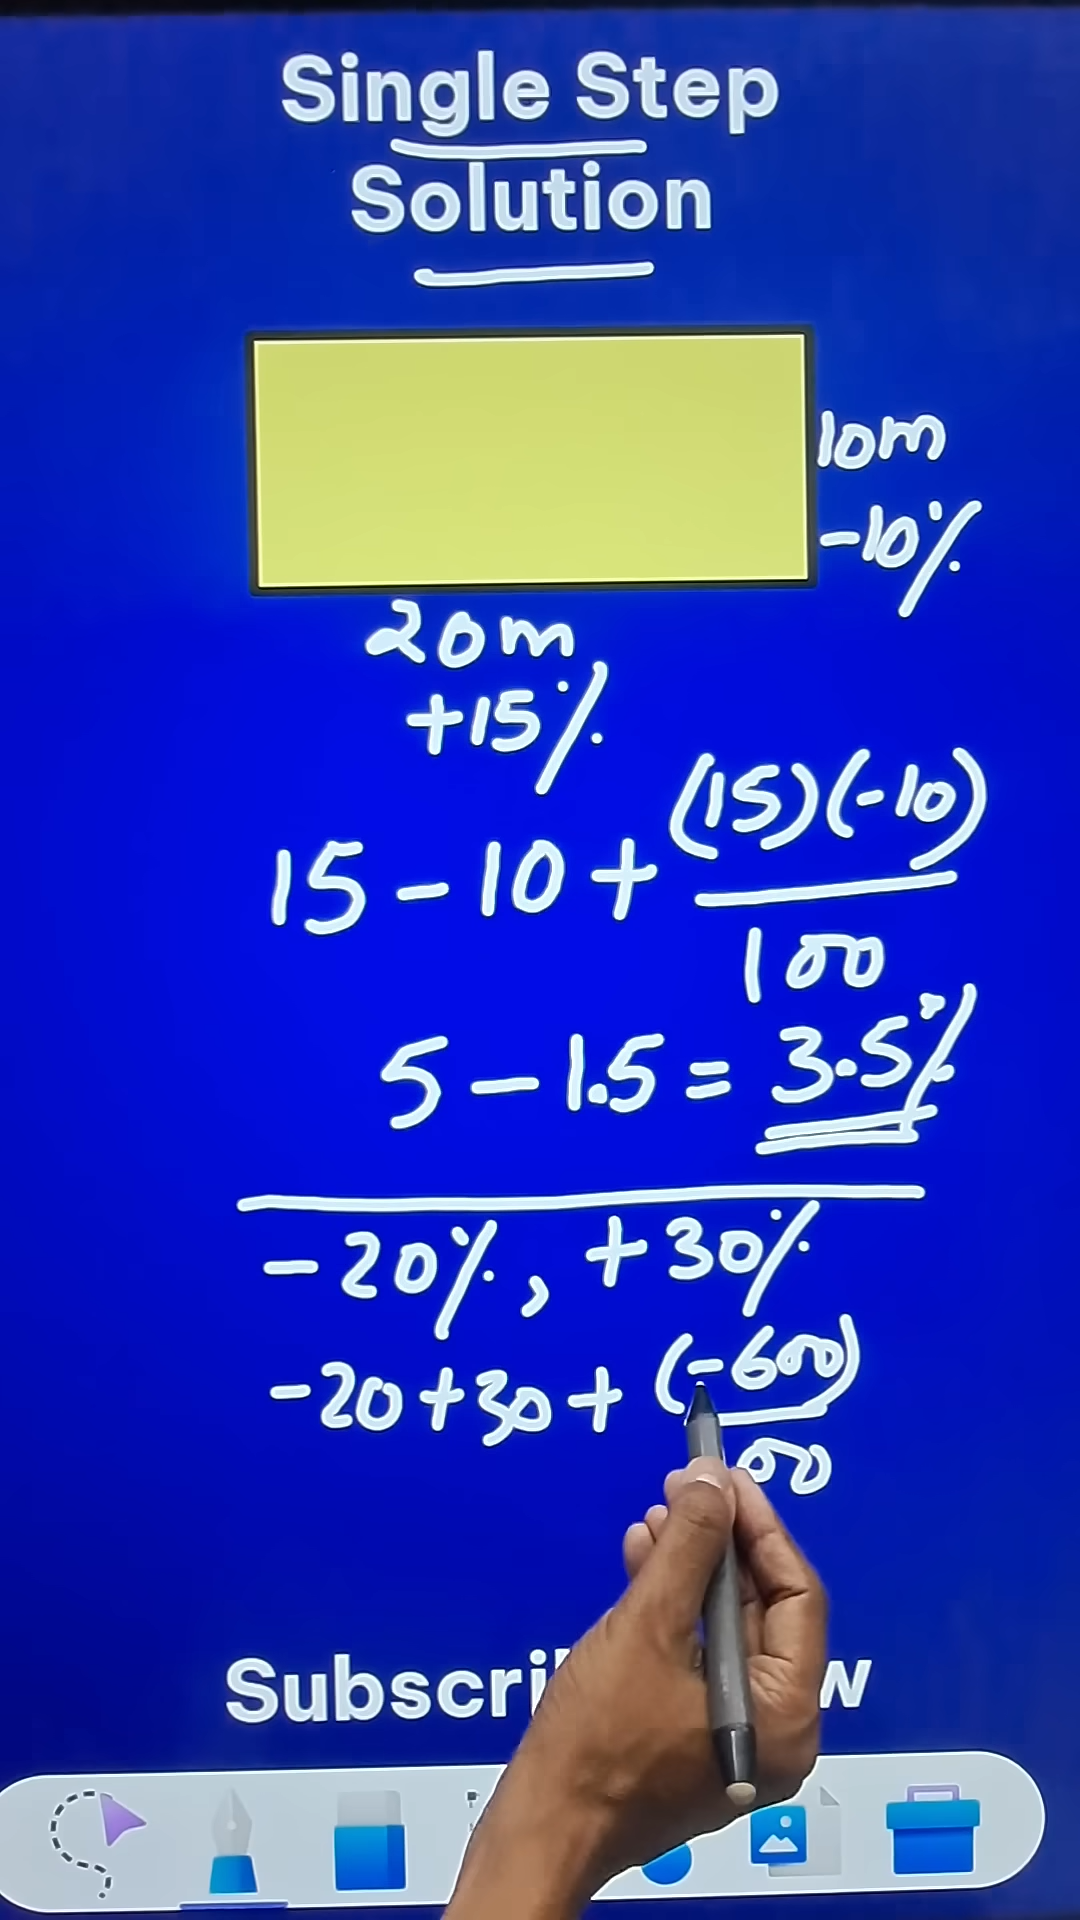 Single Step
Solution
10m
-10%
20m
+15%
15-10+(15)(-10)
100
5-1.5=3.5%
-20%, +30%
-20+30+(-600)
00